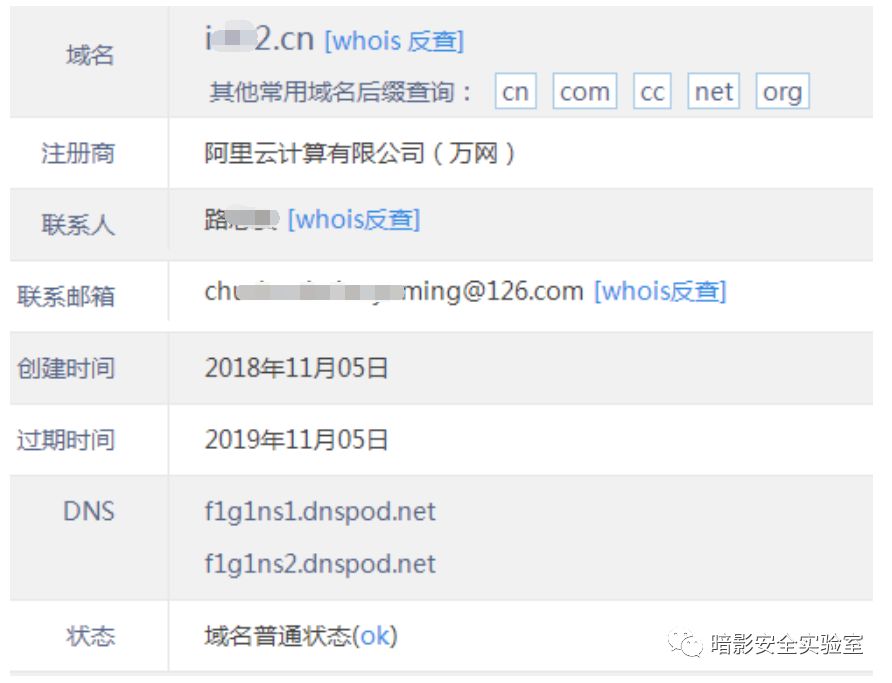 域名
i 2.cn [whois 反查]
其他常用域名后缀查询： cn com cc net org
注册商 阿里云计算有限公司 ( 万网 )
联系人 路 [whois反查]
联系邮箱 ch ming@126.com [whois反查]
创建时间 2018年11月05日
过期时间 2019年11月05日
DNS f1g1ns1.dnspod.net
f1g1ns2.dnspod.net
状态 域名普通状态(ok)
暗影安全实验室